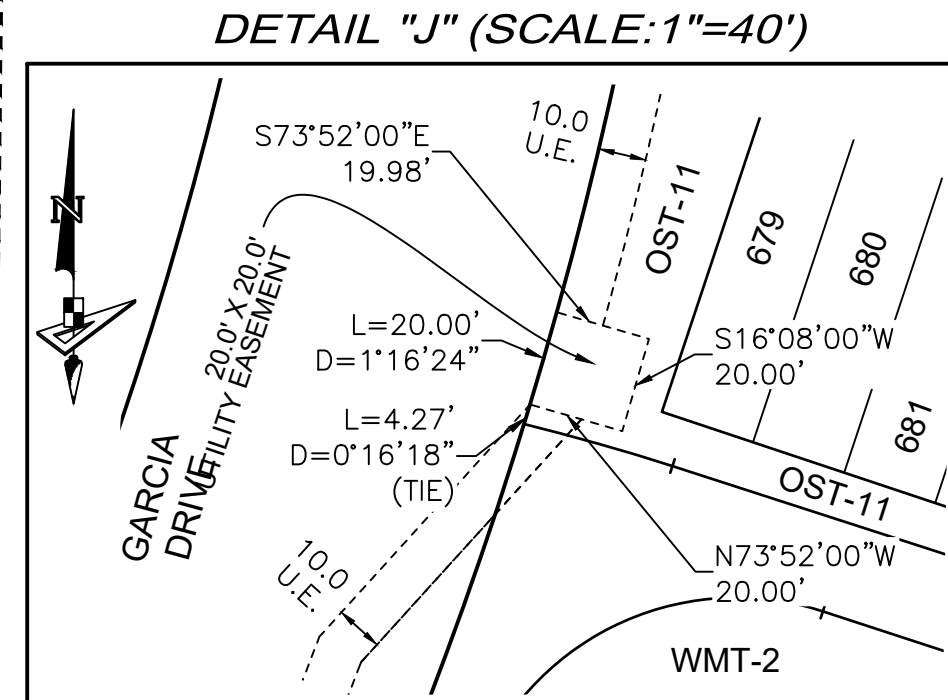 DETAIL "J" (SCALE:1"=40')
10.0
U.E.
S73°52'00"E
19.98'
N
OST-11
679
680
681
20.0' X 20.0'
UTILITY EASEMENT
L=20.00'
D=1°16'24"
S16°08'00"W
20.00'
L=4.27'
D=0°16'18"
(TIE)
GARCIA
DRIVE
OST-11
10.0
U.E.
N73°52'00"W
20.00'
WMT-2